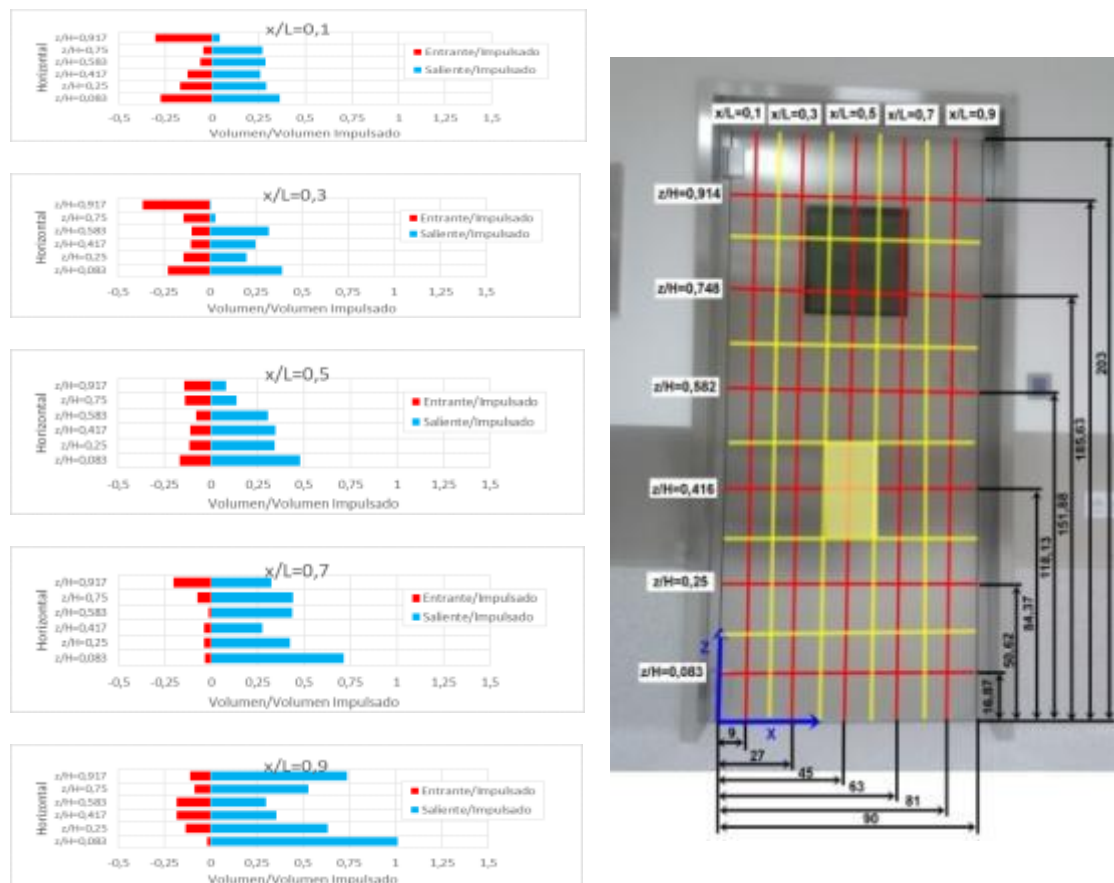 x/L=0,1
Horizontal
z/H=0,917
z/H=0,75
z/H=0,583
z/H=0,417
z/H=0,25
z/H=0,083
-0,5 -0,25 0 0,25 0,5 0,75 1 1,25 1,5
Volumen/Volumen Impulsado
Entrante/Impulsado
Saliente/Impulsado
x/L=0,3
Horizontal
z/H=0,917
z/H=0,75
z/H=0,583
z/H=0,417
z/H=0,25
z/H=0,083
-0,5 -0,25 0 0,25 0,5 0,75 1 1,25 1,5
Volumen/Volumen Impulsado
Entrante/Impulsado
Saliente/Impulsado
x/L=0,5
Horizontal
z/H=0,917
z/H=0,75
z/H=0,583
z/H=0,417
z/H=0,25
z/H=0,083
-0,5 -0,25 0 0,25 0,5 0,75 1 1,25 1,5
Volumen/Volumen Impulsado
Entrante/Impulsado
Saliente/Impulsado
x/L=0,7
Horizontal
z/H=0,917
z/H=0,75
z/H=0,583
z/H=0,417
z/H=0,25
z/H=0,083
-0,5 -0,25 0 0,25 0,5 0,75 1 1,25 1,5
Volumen/Volumen Impulsado
Entrante/Impulsado
Saliente/Impulsado
x/L=0,9
Horizontal
z/H=0,917
z/H=0,75
z/H=0,583
z/H=0,417
z/H=0,25
z/H=0,083
-0,5 -0,25 0 0,25 0,5 0,75 1 1,25 1,5
Volumen/Volumen Impulsado
Entrante/Impulsado
Saliente/Impulsado
x/L=0,1 x/L=0,3 x/L=0,5 x/L=0,7 x/L=0,9
z/H=0,914
z/H=0,748
z/H=0,582
z/H=0,416
z/H=0,25
z/H=0,083
Z
X
9
27
45
63
81
90
16,87
50,62
84,37
118,13
151,88
185,63
203